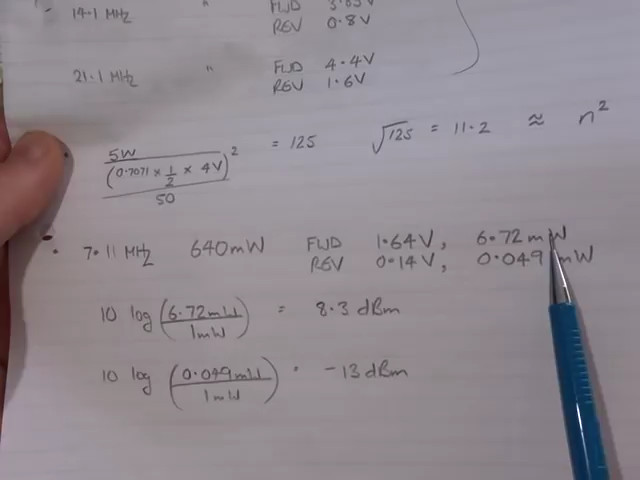 14.1 MHz " FWD 3.85V
REV 0.8V
21.1 MHz " FWD 4.4V
REV 1.6V
5W / ((0.7071 × 1/2 × 4V)² / 50) = 125 √125 = 11.2 ≈ n²
7.11 MHz 640mW FWD 1.64V, 6.72mW
REV 0.14V, 0.049 mW
10 log (6.72mW / 1mW) = 8.3 dBm
10 log (0.049mW / 1mW) = -13 dBm